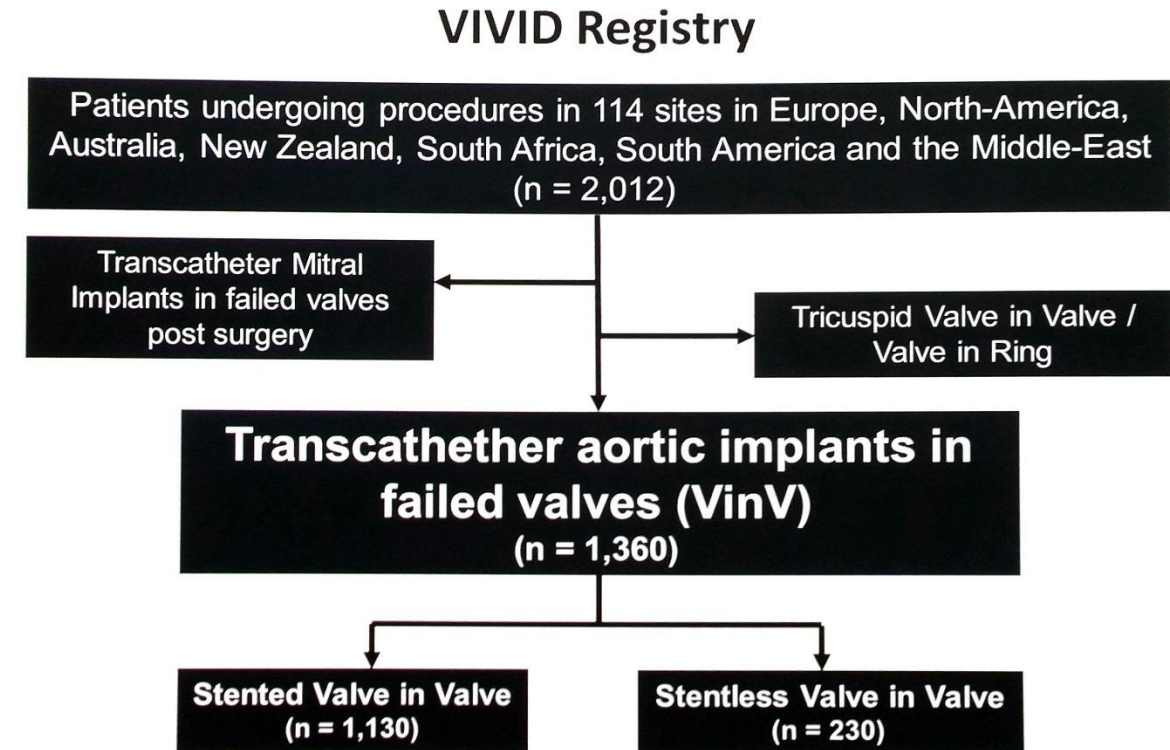 VIVID Registry
Patients undergoing procedures in 114 sites in Europe, North-America,
Australia, New Zealand, South Africa, South America and the Middle-East
(n = 2,012)
Transcatheter Mitral
Implants in failed valves
post surgery
Tricuspid Valve in Valve /
Valve in Ring
Transcathether aortic implants in
failed valves (VinV)
(n = 1,360)
Stented Valve in Valve
(n = 1,130)
Stentless Valve in Valve
(n = 230)